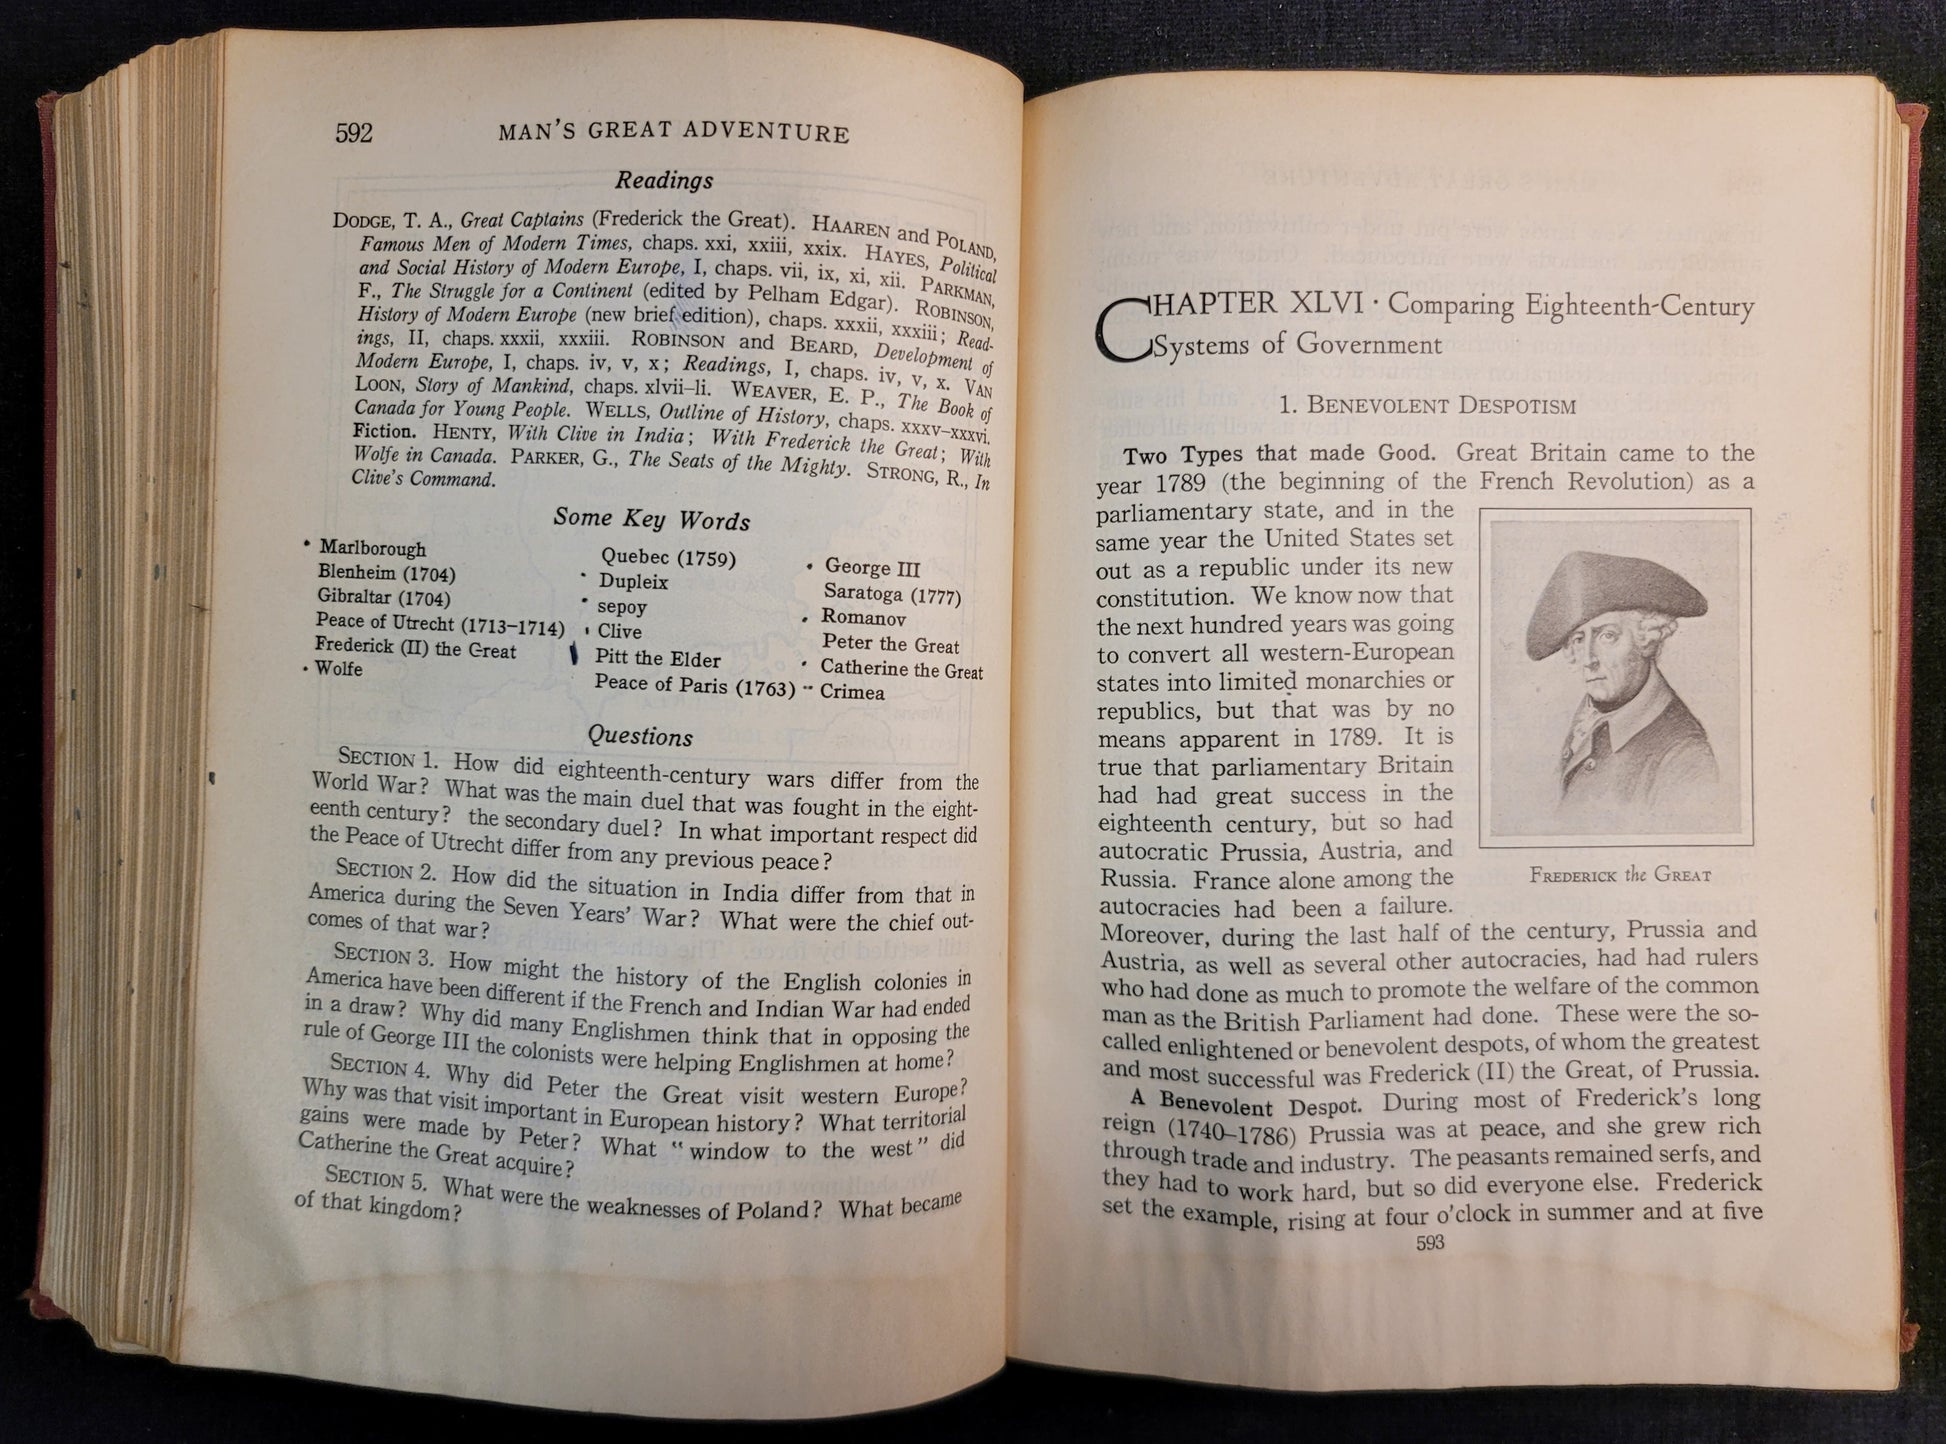 592 MAN'S GREAT ADVENTURE
Readings
DODGE, T. A., Great Captains (Frederick the Great). HAAREN and POLAND,
Famous Men of Modern Times, chaps. xxi, xxiii, xxix. HAYES, Political
and Social History of Modern Europe, I, chaps. vii, ix, xi, xii. PARKMAN,
F., The Struggle for a Continent (edited by Pelham Edgar). ROBINSON,
History of Modern Europe (new brief edition), chaps. xxxii, xxxiii; Read-
ings, II, chaps. xxxii, xxxiii. ROBINSON and BEARD, Development of
Modern Europe, I, chaps. iv, v, x; Readings, I, chaps. iv, v, x. VAN
LOON, Story of Mankind, chaps. xlvii–li. WEAVER, E. P., The Book of
Canada for Young People. WELLS, Outline of History, chaps. xxxv–xxxvi.
Fiction. HENTY, With Clive in India; With Frederick the Great; With
Wolfe in Canada. PARKER, G., The Seats of the Mighty. STRONG, R., In
Clive's Command.
Some Key Words
Marlborough
Blenheim (1704)
Gibraltar (1704)
Peace of Utrecht (1713–1714)
Frederick (II) the Great
Wolfe
Quebec (1759)
Dupleix
sepoy
Clive
Pitt the Elder
Peace of Paris (1763)
George III
Saratoga (1777)
Romanov
Peter the Great
Catherine the Great
Crimea
Questions
SECTION 1. How did eighteenth-century wars differ from the
World War? What was the main duel that was fought in the eight-
eenth century? the secondary duel? In what important respect did
the Peace of Utrecht differ from any previous peace?
SECTION 2. How did the situation in India differ from that in
America during the Seven Years' War? What were the chief out-
comes of that war?
SECTION 3. How might the history of the English colonies in
America have been different if the French and Indian War had ended
in a draw? Why did many Englishmen think that in opposing the
rule of George III the colonists were helping Englishmen at home?
SECTION 4. Why did Peter the Great visit western Europe?
Why was that visit important in European history? What territorial
gains were made by Peter? What "window to the west" did
Catherine the Great acquire?
SECTION 5. What were the weaknesses of Poland? What became
of that kingdom?
CHAPTER XLVI · Comparing Eighteenth-Century
Systems of Government
1. BENEVOLENT DESPOTISM
Two Types that made Good. Great Britain came to the
year 1789 (the beginning of the French Revolution) as a
parliamentary state, and in the
same year the United States set
out as a republic under its new
constitution. We know now that
the next hundred years was going
to convert all western-European
states into limited monarchies or
republics, but that was by no
means apparent in 1789. It is
true that parliamentary Britain
had had great success in the
eighteenth century, but so had
autocratic Prussia, Austria, and
Russia. France alone among the
autocracies had been a failure.
FREDERICK the GREAT
Moreover, during the last half of the century, Prussia and
Austria, as well as several other autocracies, had had rulers
who had done as much to promote the welfare of the common
man as the British Parliament had done. These were the so-
called enlightened or benevolent despots, of whom the greatest
and most successful was Frederick (II) the Great, of Prussia.
A Benevolent Despot. During most of Frederick's long
reign (1740–1786) Prussia was at peace, and she grew rich
through trade and industry. The peasants remained serfs, and
they had to work hard, but so did everyone else. Frederick
set the example, rising at four o'clock in summer and at five
593